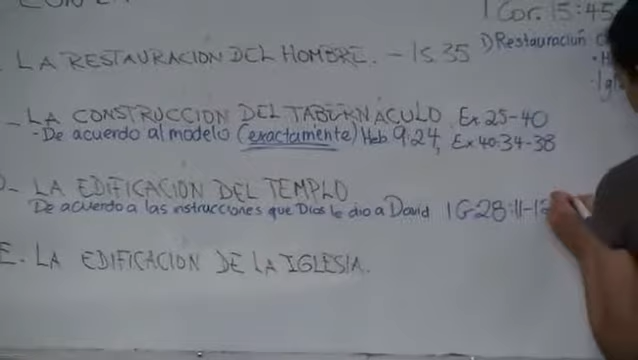 1 Cor. 15:45
1) Restauración
LA RESTAURACION DEL HOMBRE. - Is. 35
- LA CONSTRUCCION DEL TABERNACULO. Ex 25-40
- De acuerdo al modelo (exactamente) Heb 9:24, Ex 40:34-38
D- LA EDIFICACION DEL TEMPLO
De acuerdo a las instrucciones que Dios le dio a David 28:11-
E. LA EDIFICACION DE LA IGLESIA.